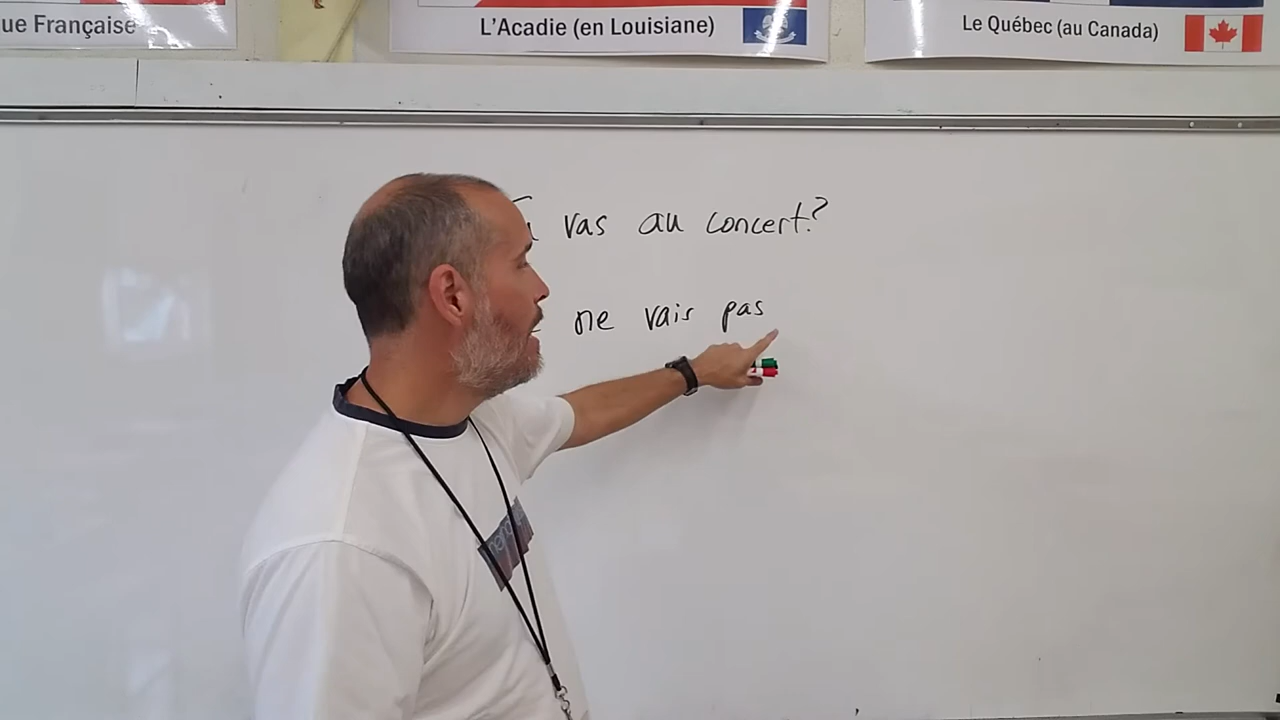 ue Française
L'Acadie (en Louisiane)
Le Québec (au Canada)
vas au concert?
ne vais pas